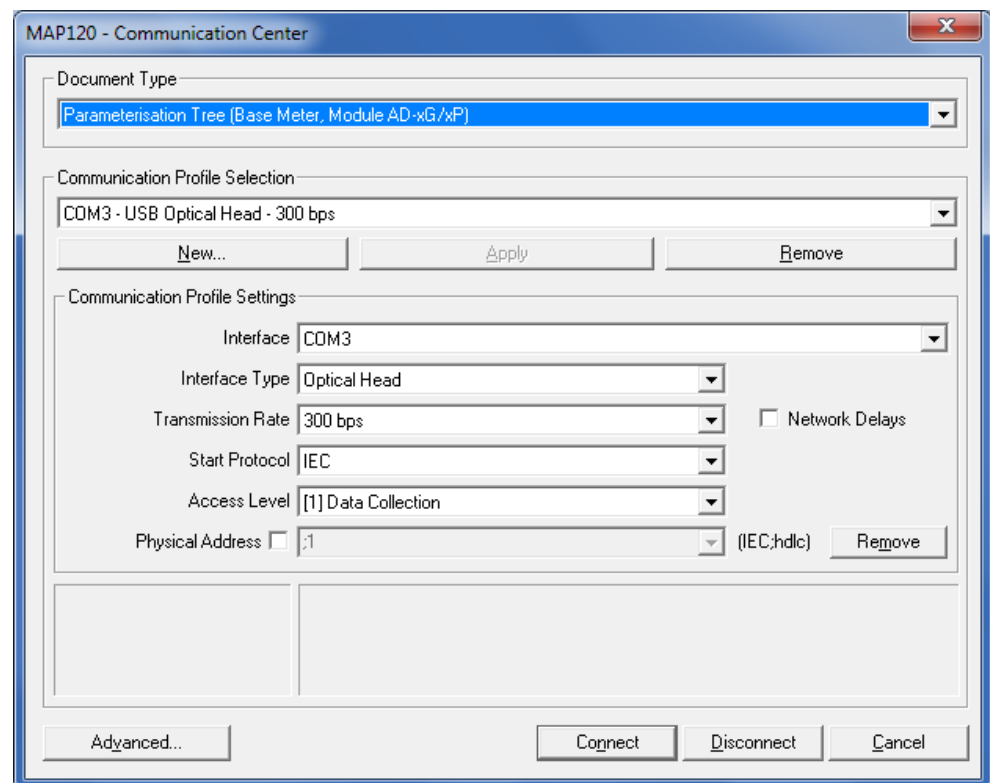 MAP120 - Communication Center
Document Type
Parameterisation Tree (Base Meter, Module AD-xG/xP)
Communication Profile Selection
COM3 - USB Optical Head - 300 bps
New... Apply Remove
Communication Profile Settings
Interface COM3
Interface Type Optical Head
Transmission Rate 300 bps Network Delays
Start Protocol IEC
Access Level [1] Data Collection
Physical Address ;1 (IEC;hdlc) Remove
Advanced... Connect Disconnect Cancel